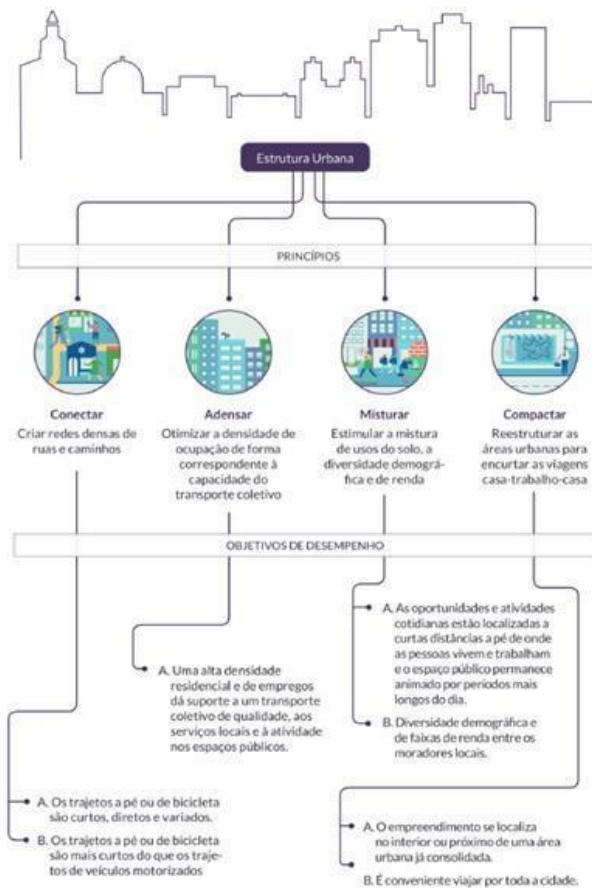 Estrutura Urbana
PRINCÍPIOS
Conectar
Criar redes densas de
ruas e caminhos
Adensar
Otimizar a densidade de
ocupação de forma
correspondente à
capacidade do
transporte coletivo
Misturar
Estimular a mistura
de usos do solo, a
diversidade demográ-
fica e de renda
Compactar
Reestruturar as
áreas urbanas para
encurtar as viagens
casa-trabalho-casa
OBJETIVOS DE DESEMPENHO
A. Os trajetos a pé ou de bicicleta
são curtos, diretos e variados.
B. Os trajetos a pé ou de bicicleta
são mais curtos do que os traje-
tos de veículos motorizados
A. Uma alta densidade
residencial e de empregos
dá suporte a um transporte
coletivo de qualidade, aos
serviços locais e à atividade
nos espaços públicos.
A. As oportunidades e atividades
cotidianas estão localizadas a
curtas distâncias a pé de onde
as pessoas vivem e trabalham
e o espaço público permanece
animado por períodos mais
longos do dia.
B. Diversidade demográfica e
de faixas de renda entre os
moradores locais.
A. O empreendimento se localiza
no interior ou próximo de uma área
urbana já consolidada.
B. É conveniente viajar por toda a cidade.